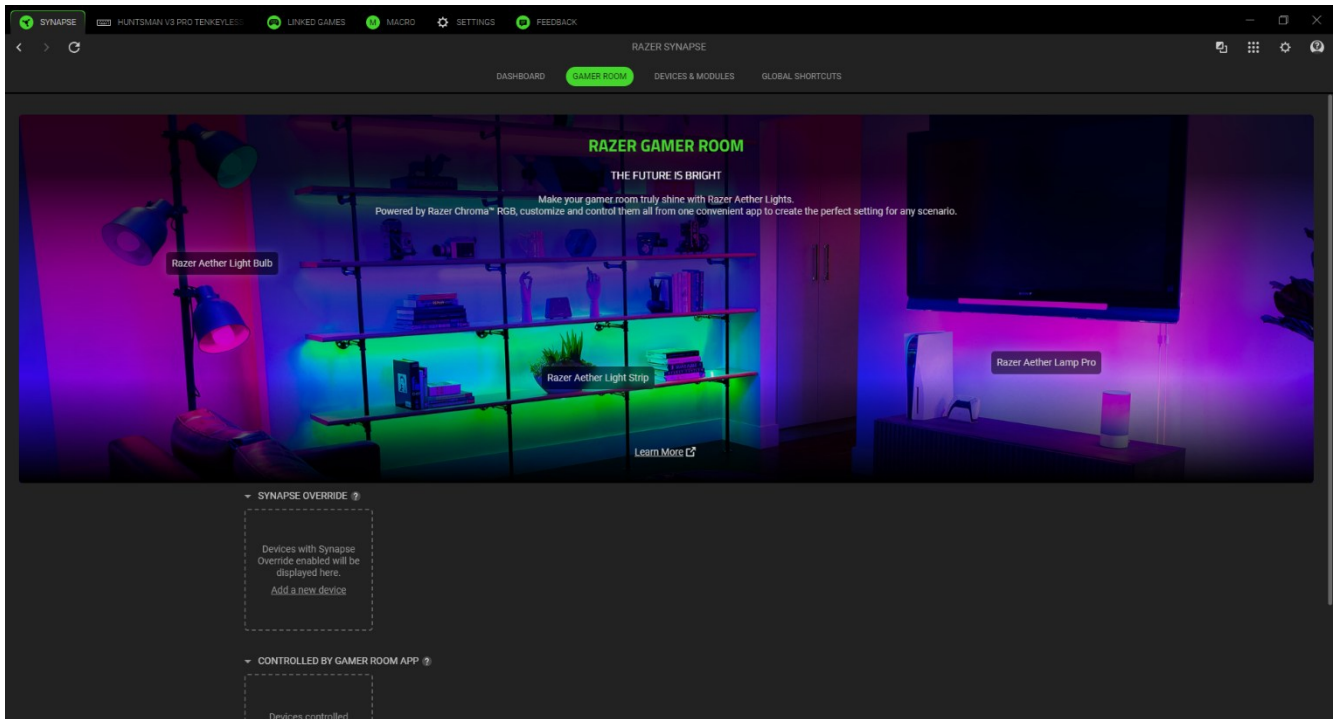 SYNAPSE
HUNTSMAN V3 PRO TENKEYLESS
LINKED GAMES
MACRO
SETTINGS
FEEDBACK
RAZER SYNAPSE
DASHBOARD
GAMER ROOM
DEVICES & MODULES
GLOBAL SHORTCUTS
RAZER GAMER ROOM
THE FUTURE IS BRIGHT
Make your gamer room truly shine with Razer Aether Lights.
Powered by Razer Chroma™ RGB, customize and control them all from one convenient app to create the perfect setting for any scenario.
Razer Aether Light Bulb
Razer Aether Light Strip
Razer Aether Lamp Pro
Learn More
SYNAPSE OVERRIDE ?
Devices with Synapse
Override enabled will be
displayed here.
Add a new device
CONTROLLED BY GAMER ROOM APP ?
Devices controlled